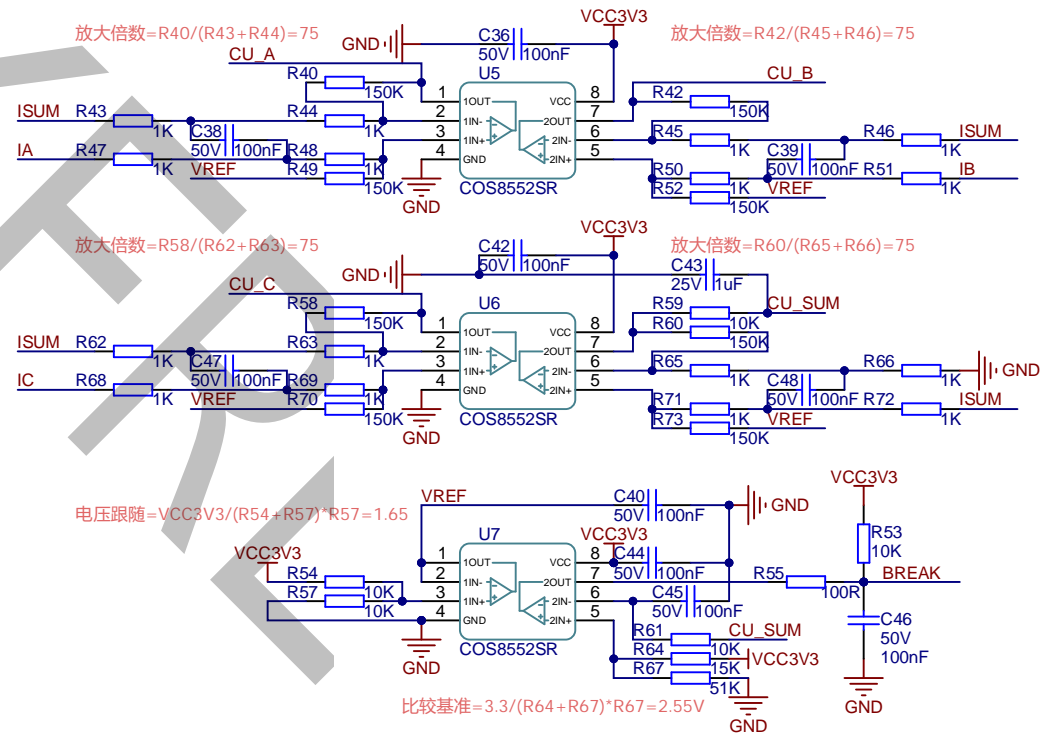 放大倍数=R40/(R43+R44)=75
C36
VCC3V3
放大倍数=R42/(R45+R46)=75
GND
50V 100nF
CU_A
R40
150K
U5
CU_B
R42
150K
1 1OUT VCC 8
2 1IN- 2OUT 7
3 1IN+ 2IN- 6
4 GND 2IN+ 5
COS8552SR
GND
ISUM R43 1K
R44 1K
C38
50V 100nF
IA R47 1K
R48 1K
VREF R49 150K
R45 1K
R46 1K ISUM
C39
50V 100nF
R50 1K
R51 1K IB
R52 150K
VREF
放大倍数=R58/(R62+R63)=75
C42
50V 100nF
VCC3V3
放大倍数=R60/(R65+R66)=75
GND
C43
25V 1uF
CU_C
R58
150K
U6
R59 10K
CU_SUM
R60 150K
1 1OUT VCC 8
2 1IN- 2OUT 7
3 1IN+ 2IN- 6
4 GND 2IN+ 5
COS8552SR
GND
ISUM R62 1K
R63 1K
C47
50V 100nF
IC R68 1K
R69 1K
VREF R70 150K
R65 1K
R66 1K GND
C48
50V 100nF
R71 1K
R72 1K ISUM
R73 150K
VREF
VREF
C40
50V 100nF
GND
VCC3V3
电压跟随=VCC3V3/(R54+R57)*R57=1.65
R53
10K
VCC3V3
U7
VCC3V3
C44
50V 100nF
R54 10K
R57 10K
1 1OUT VCC 8
2 1IN- 2OUT 7
3 1IN+ 2IN- 6
4 GND 2IN+ 5
COS8552SR
GND
R55 100R
BREAK
C45
50V 100nF
C46
50V
100nF
GND
R61 10K
CU_SUM
R64 15K
VCC3V3
R67 51K
GND
比较基准=3.3/(R64+R67)*R67=2.55V